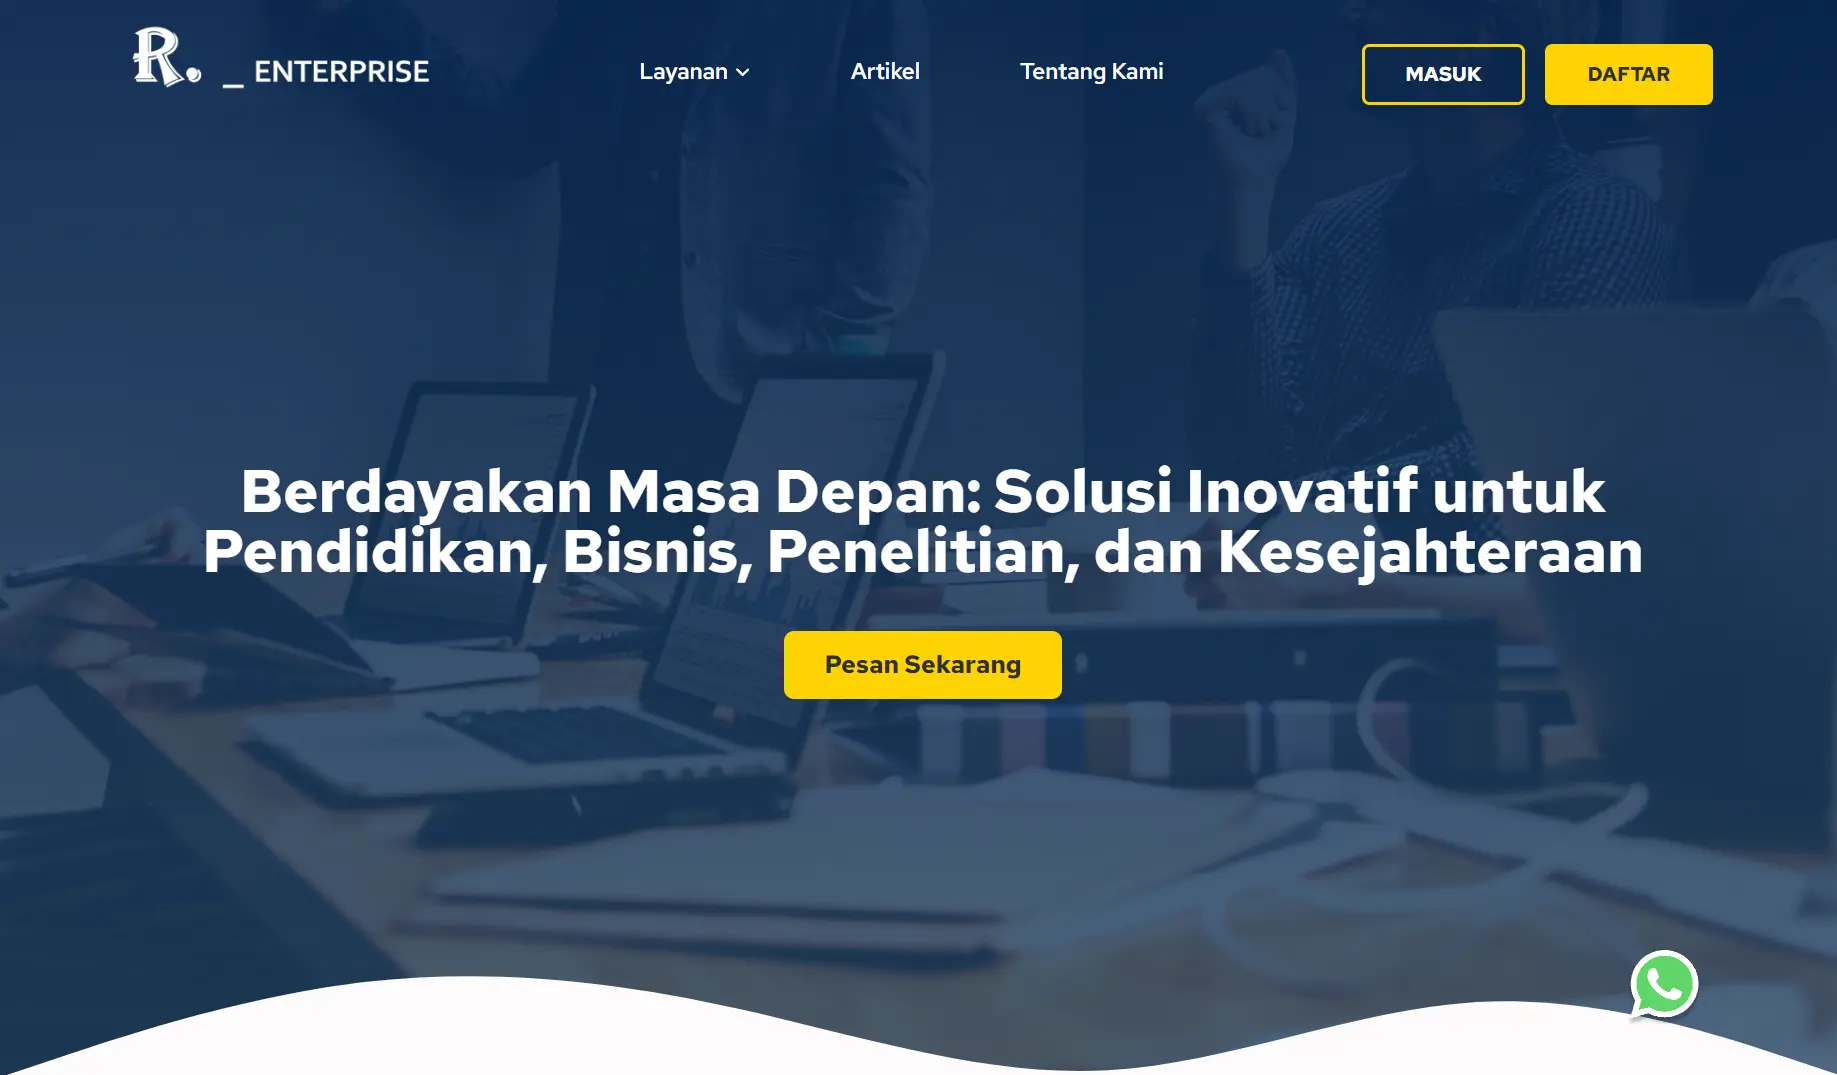 R. _ ENTERPRISE
Layanan
Artikel
Tentang Kami
MASUK
DAFTAR
Berdayakan Masa Depan: Solusi Inovatif untuk
Pendidikan, Bisnis, Penelitian, dan Kesejahteraan
Pesan Sekarang